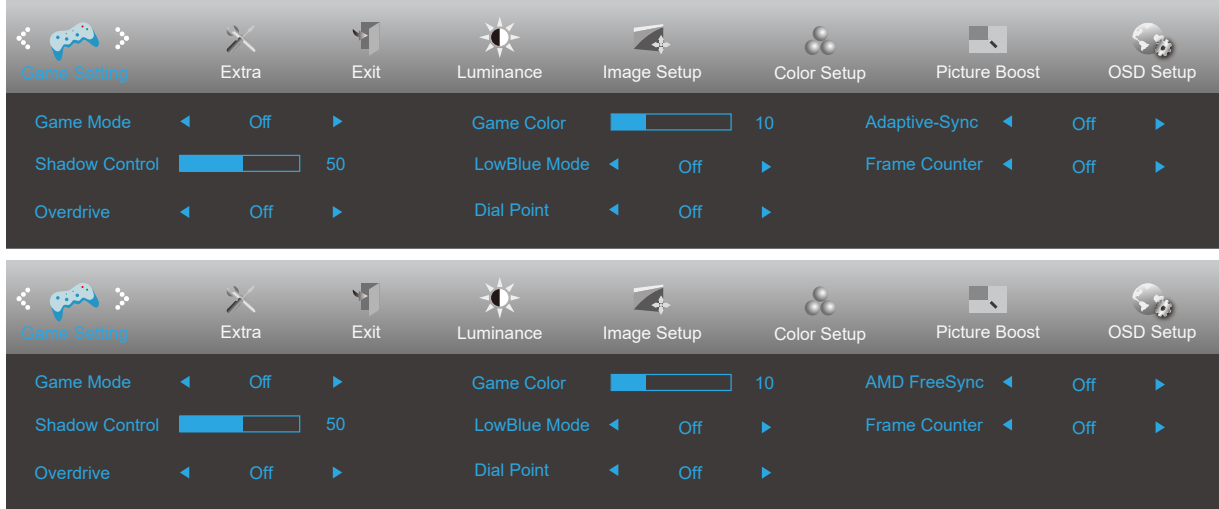 Game Setting Extra Exit Luminance Image Setup Color Setup Picture Boost OSD Setup
Game Mode Off Game Color 10 Adaptive-Sync Off
Shadow Control 50 LowBlue Mode Off Frame Counter Off
Overdrive Off Dial Point Off
Game Setting Extra Exit Luminance Image Setup Color Setup Picture Boost OSD Setup
Game Mode Off Game Color 10 AMD FreeSync Off
Shadow Control 50 LowBlue Mode Off Frame Counter Off
Overdrive Off Dial Point Off